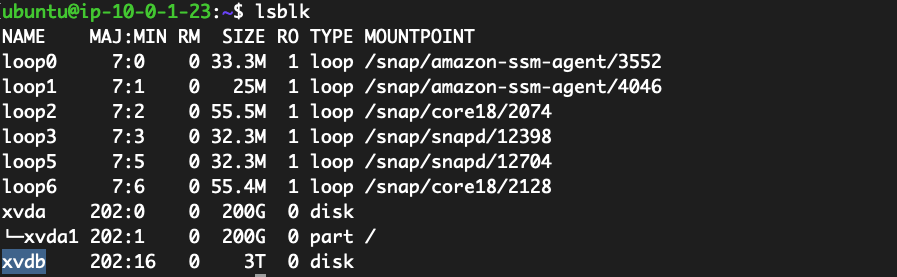 ubuntu@ip-10-0-1-23:~$ lsblk
NAME    MAJ:MIN RM  SIZE RO TYPE MOUNTPOINT
loop0     7:0    0 33.3M  1 loop /snap/amazon-ssm-agent/3552
loop1     7:1    0   25M  1 loop /snap/amazon-ssm-agent/4046
loop2     7:2    0 55.5M  1 loop /snap/core18/2074
loop3     7:3    0 32.3M  1 loop /snap/snapd/12398
loop5     7:5    0 32.3M  1 loop /snap/snapd/12704
loop6     7:6    0 55.4M  1 loop /snap/core18/2128
xvda    202:0    0  200G  0 disk
└─xvda1 202:1    0  200G  0 part /
xvdb    202:16   0    3T  0 disk